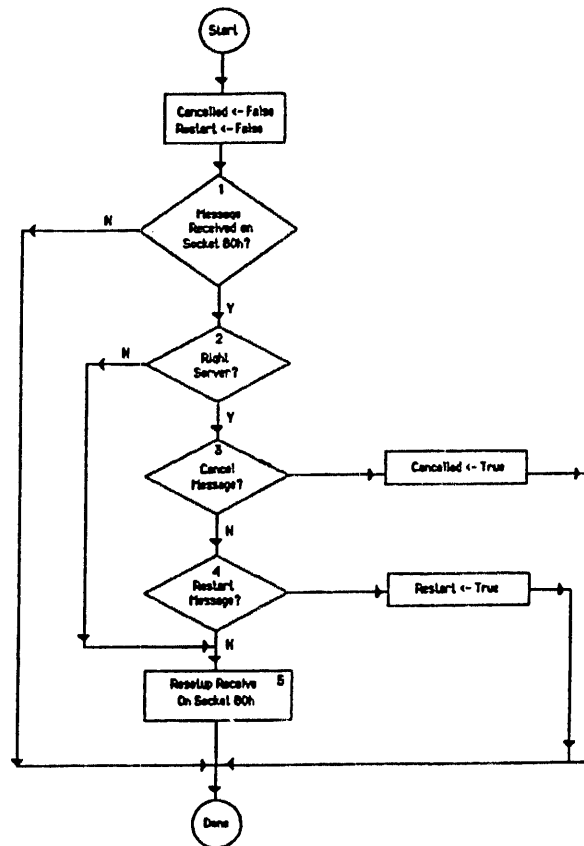 Start
Cancelled <- False
Restart <- False
1
Message
Received on
Socket 80h?
N
Y
2
Right
Server?
N
Y
3
Cancel
Message?
Cancelled <- True
N
4
Restart
Message?
Restart <- True
N
Resetup Receive 5
On Socket 80h
Done